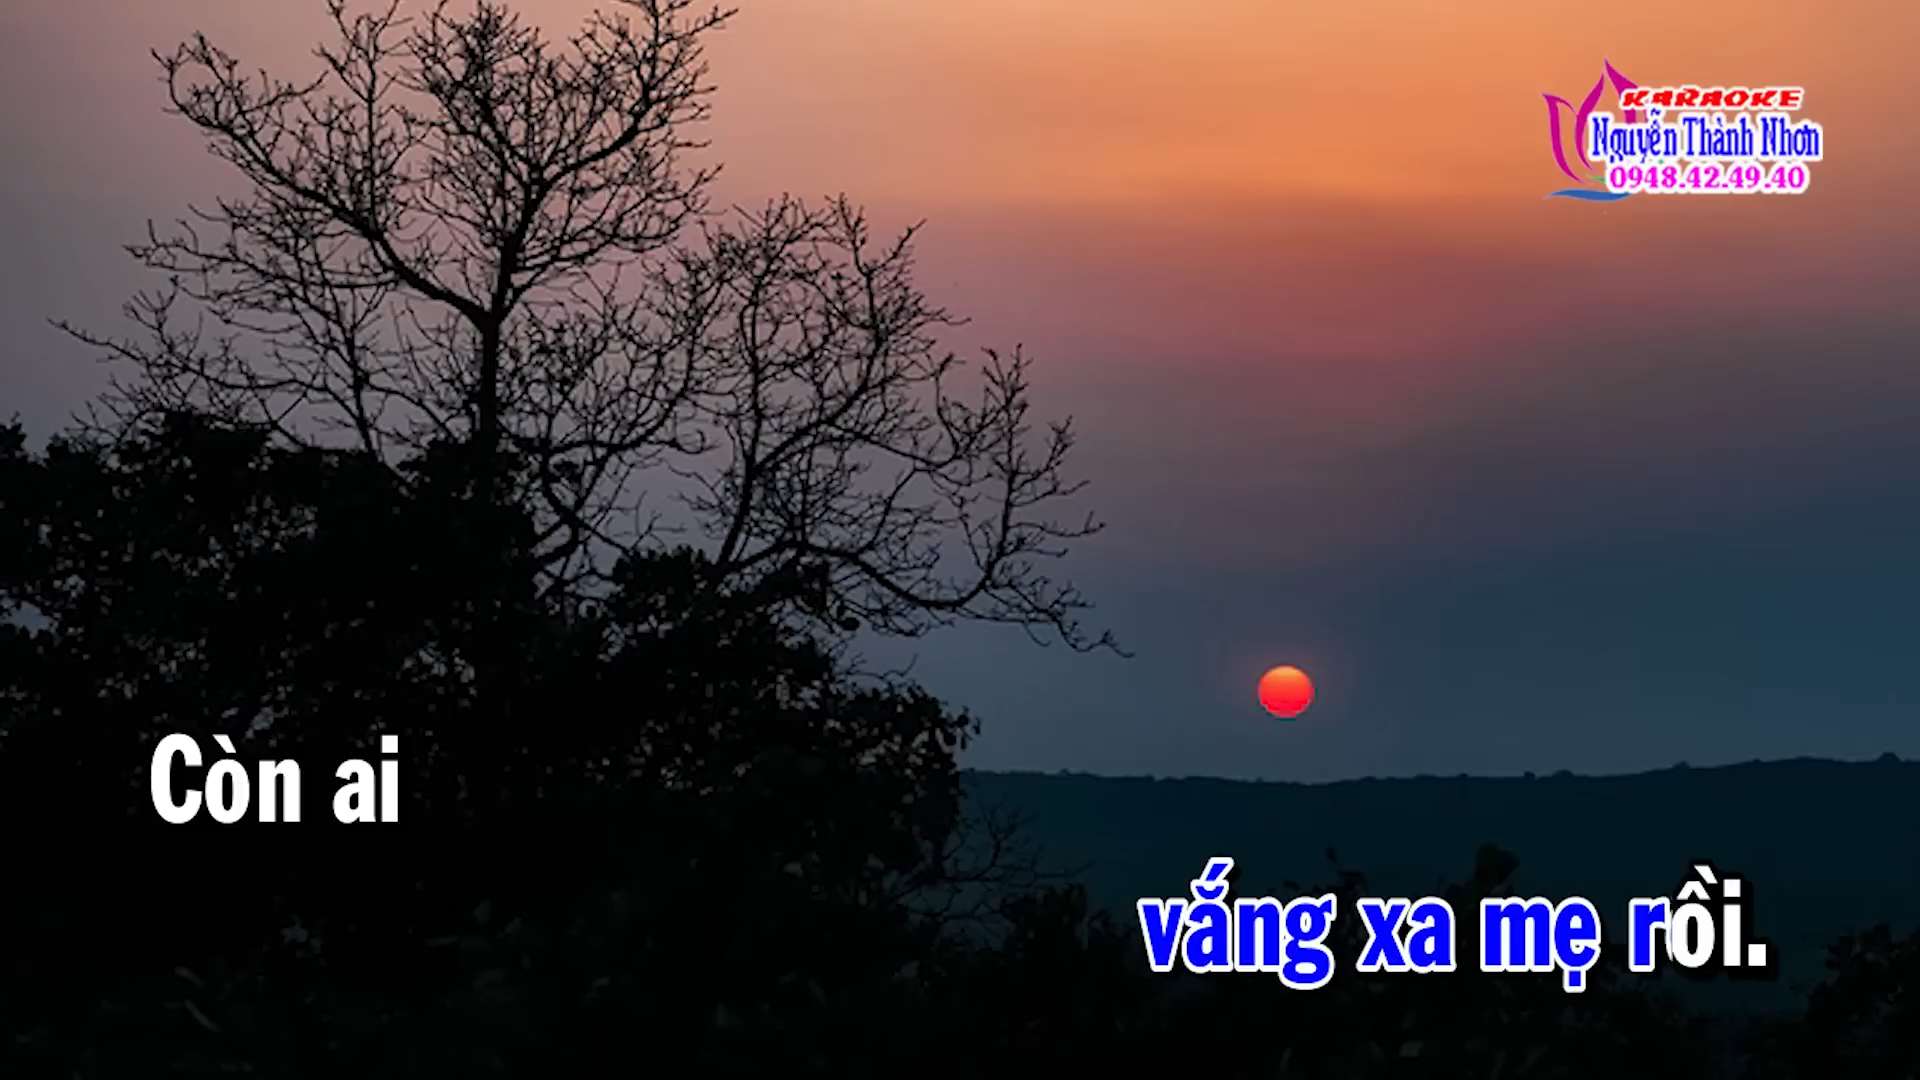 KARAOKE
Nguyễn Thành Nhơn
0948.42.49.40
Còn ai
vắng xa mẹ rồi.